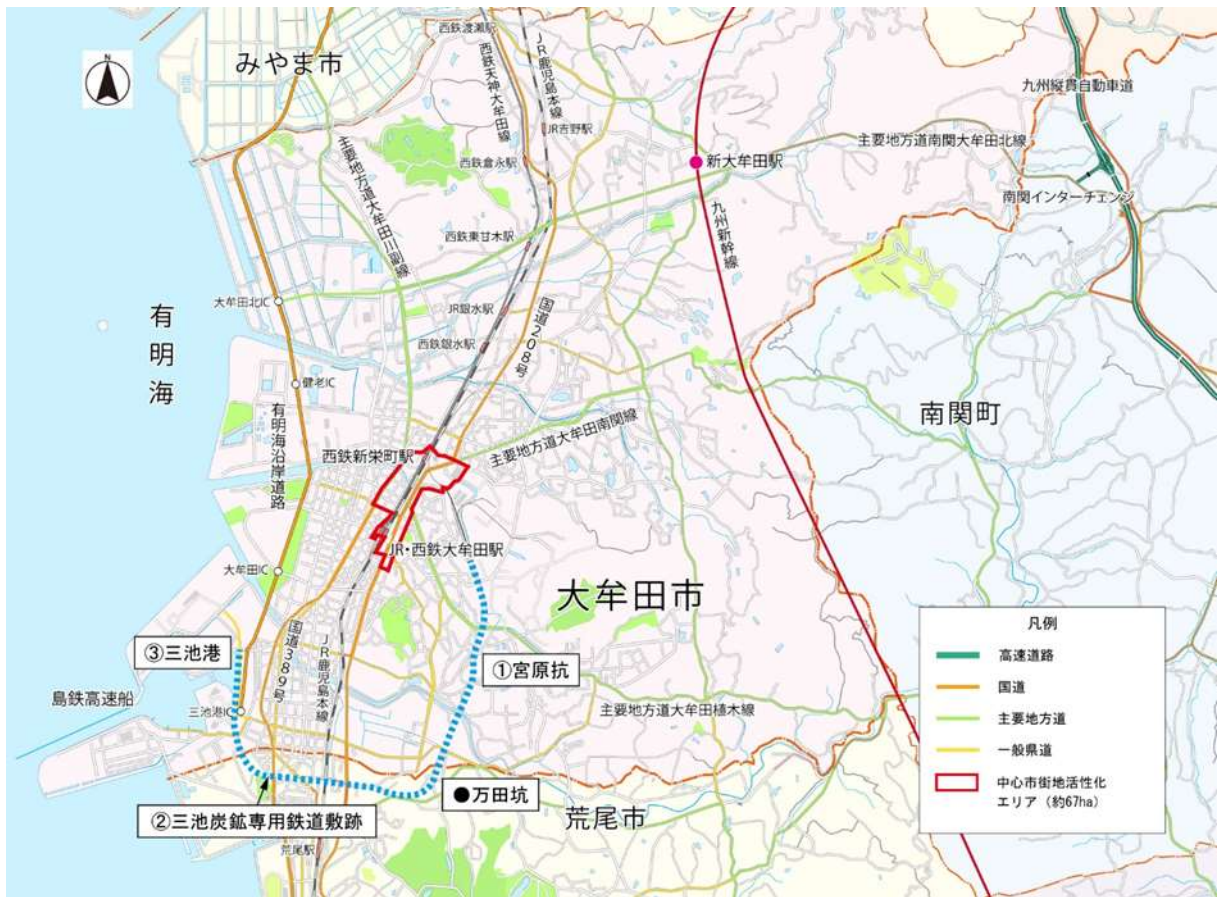 N
みやま市
西鉄渡瀬駅
西鉄天神大牟田線
JR鹿児島本線
九州縦貫自動車道
JR吉野駅
主要地方道大牟田川副線
西鉄倉永駅
新大牟田駅
主要地方道南関大牟田北線
南関インターチェンジ
西鉄東甘木駅
九州新幹線
大牟田北IC
JR銀水駅
国道208号
西鉄銀水駅
有明海
健老IC
南関町
有明海沿岸道路
西鉄新栄町駅
主要地方道大牟田南関線
JR・西鉄大牟田駅
大牟田IC
大牟田市
凡例
高速道路
国道
主要地方道
一般県道
中心市街地活性化
エリア (約67ha)
国道389号
JR鹿児島本線
③三池港
①宮原抗
島鉄高速船
三池港IC
主要地方道大牟田植木線
●万田坑
②三池炭鉱専用鉄道敷跡
荒尾市
荒尾駅